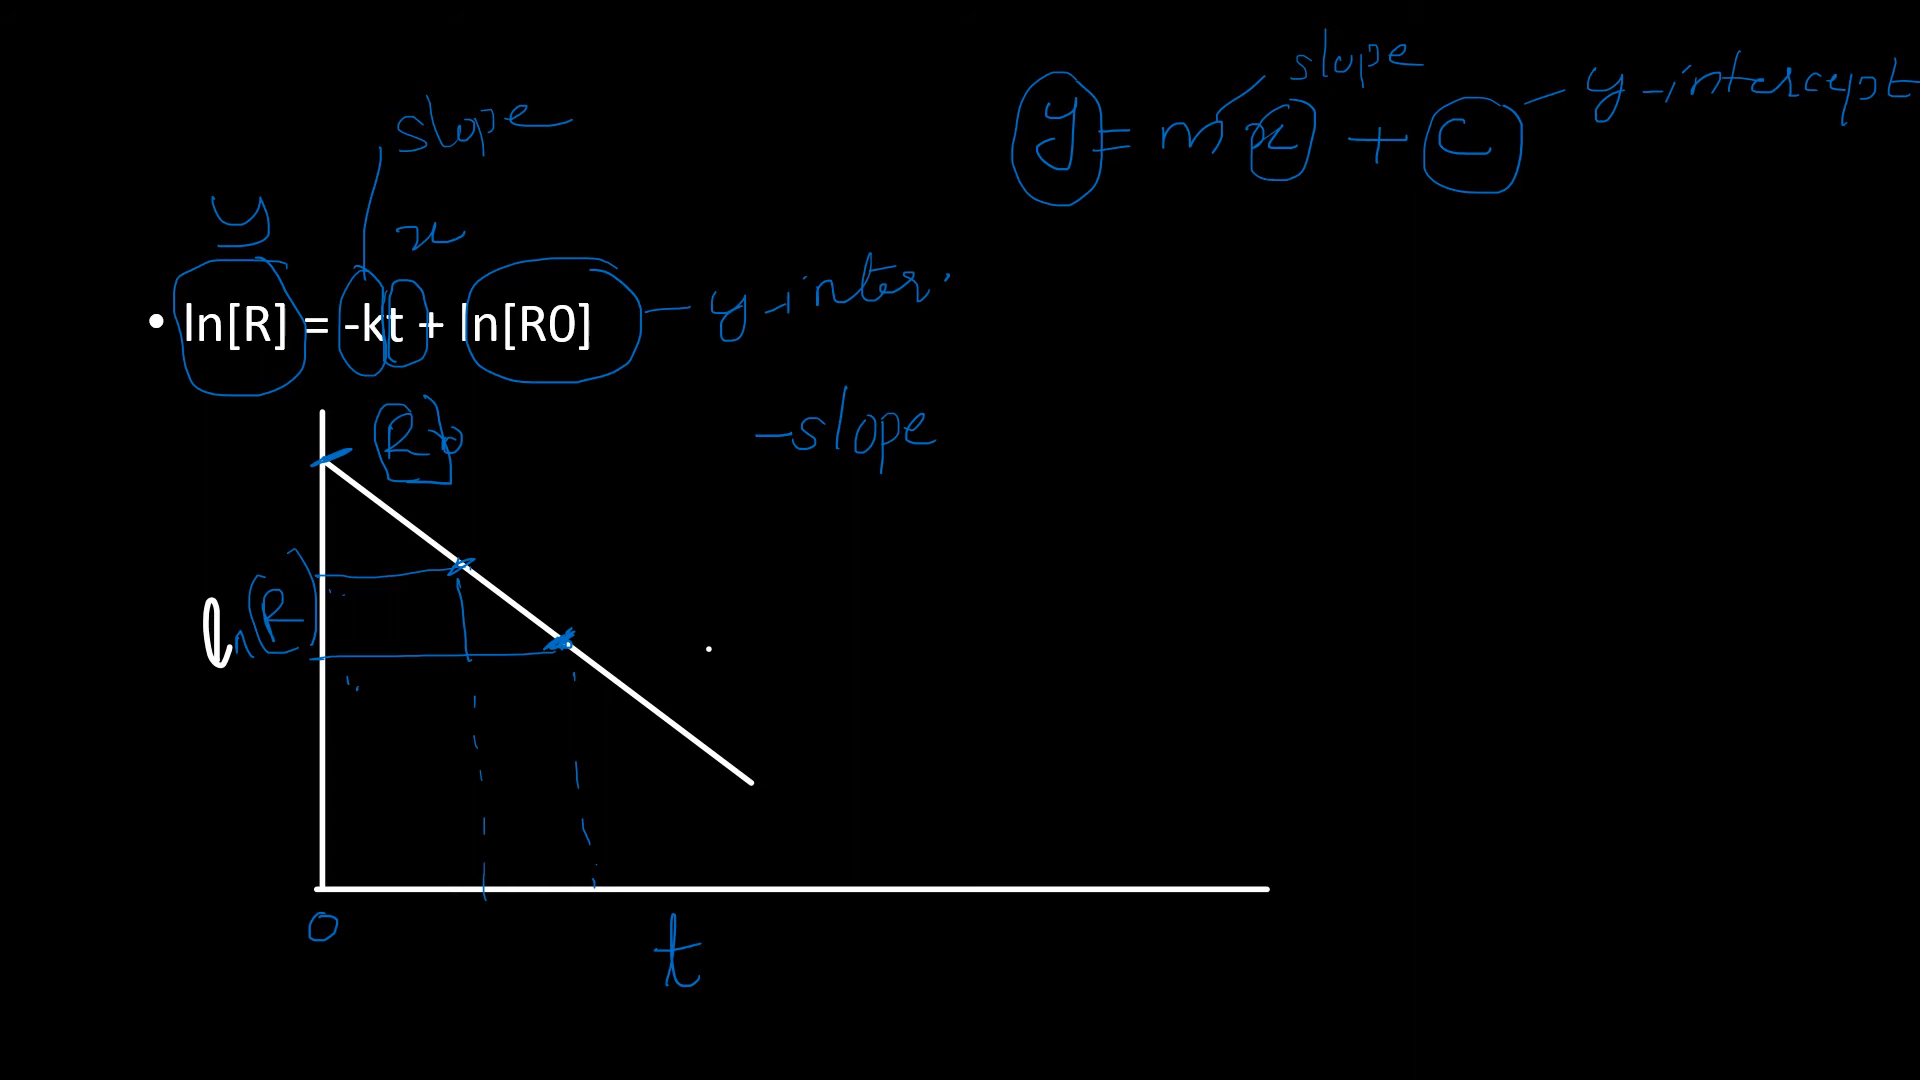 slope
y = mx + c
y-intercept
slope
y
x
• ln[R] = -kt + ln[R0]
y-inter.
[R]0
-slope
ln[R]
0
t